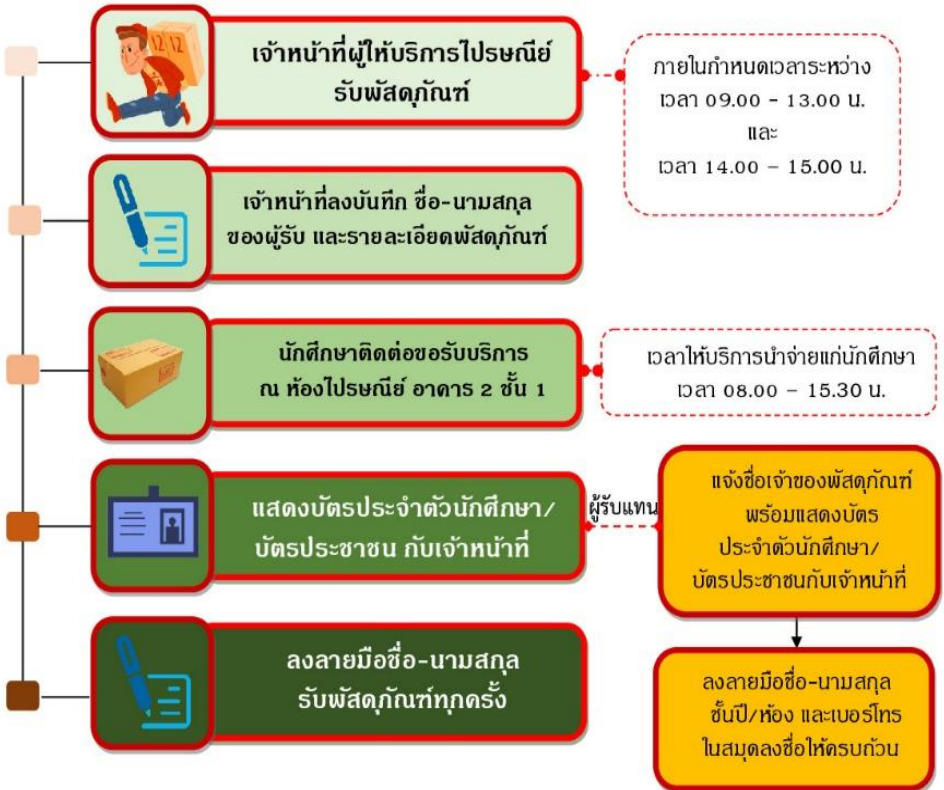 12 12
เจ้าหน้าที่ผู้ให้บริการไปรษณีย์
รับพัสดุภัณฑ์
ภายในกำหนดเวลาระหว่าง
เวลา 09.00 - 13.00 น.
และ
เวลา 14.00 – 15.00 น.
เจ้าหน้าที่ลงบันทึก ชื่อ-นามสกุล
ของผู้รับ และรายละเอียดพัสดุภัณฑ์
นักศึกษาติดต่อขอรับบริการ
ณ ห้องไปรษณีย์ อาคาร 2 ชั้น 1
เวลาให้บริการนำจ่ายแก่นักศึกษา
เวลา 08.00 – 15.30 น.
แสดงบัตรประจำตัวนักศึกษา/
บัตรประชาชน กับเจ้าหน้าที่
ผู้รับแทน
แจ้งชื่อเจ้าของพัสดุภัณฑ์
พร้อมแสดงบัตร
ประจำตัวนักศึกษา/
บัตรประชาชนกับเจ้าหน้าที่
ลงลายมือชื่อ-นามสกุล
รับพัสดุภัณฑ์ทุกครั้ง
ลงลายมือชื่อ-นามสกุล
ชั้นปี/ห้อง และเบอร์โทร
ในสมุดลงชื่อให้ครบถ้วน